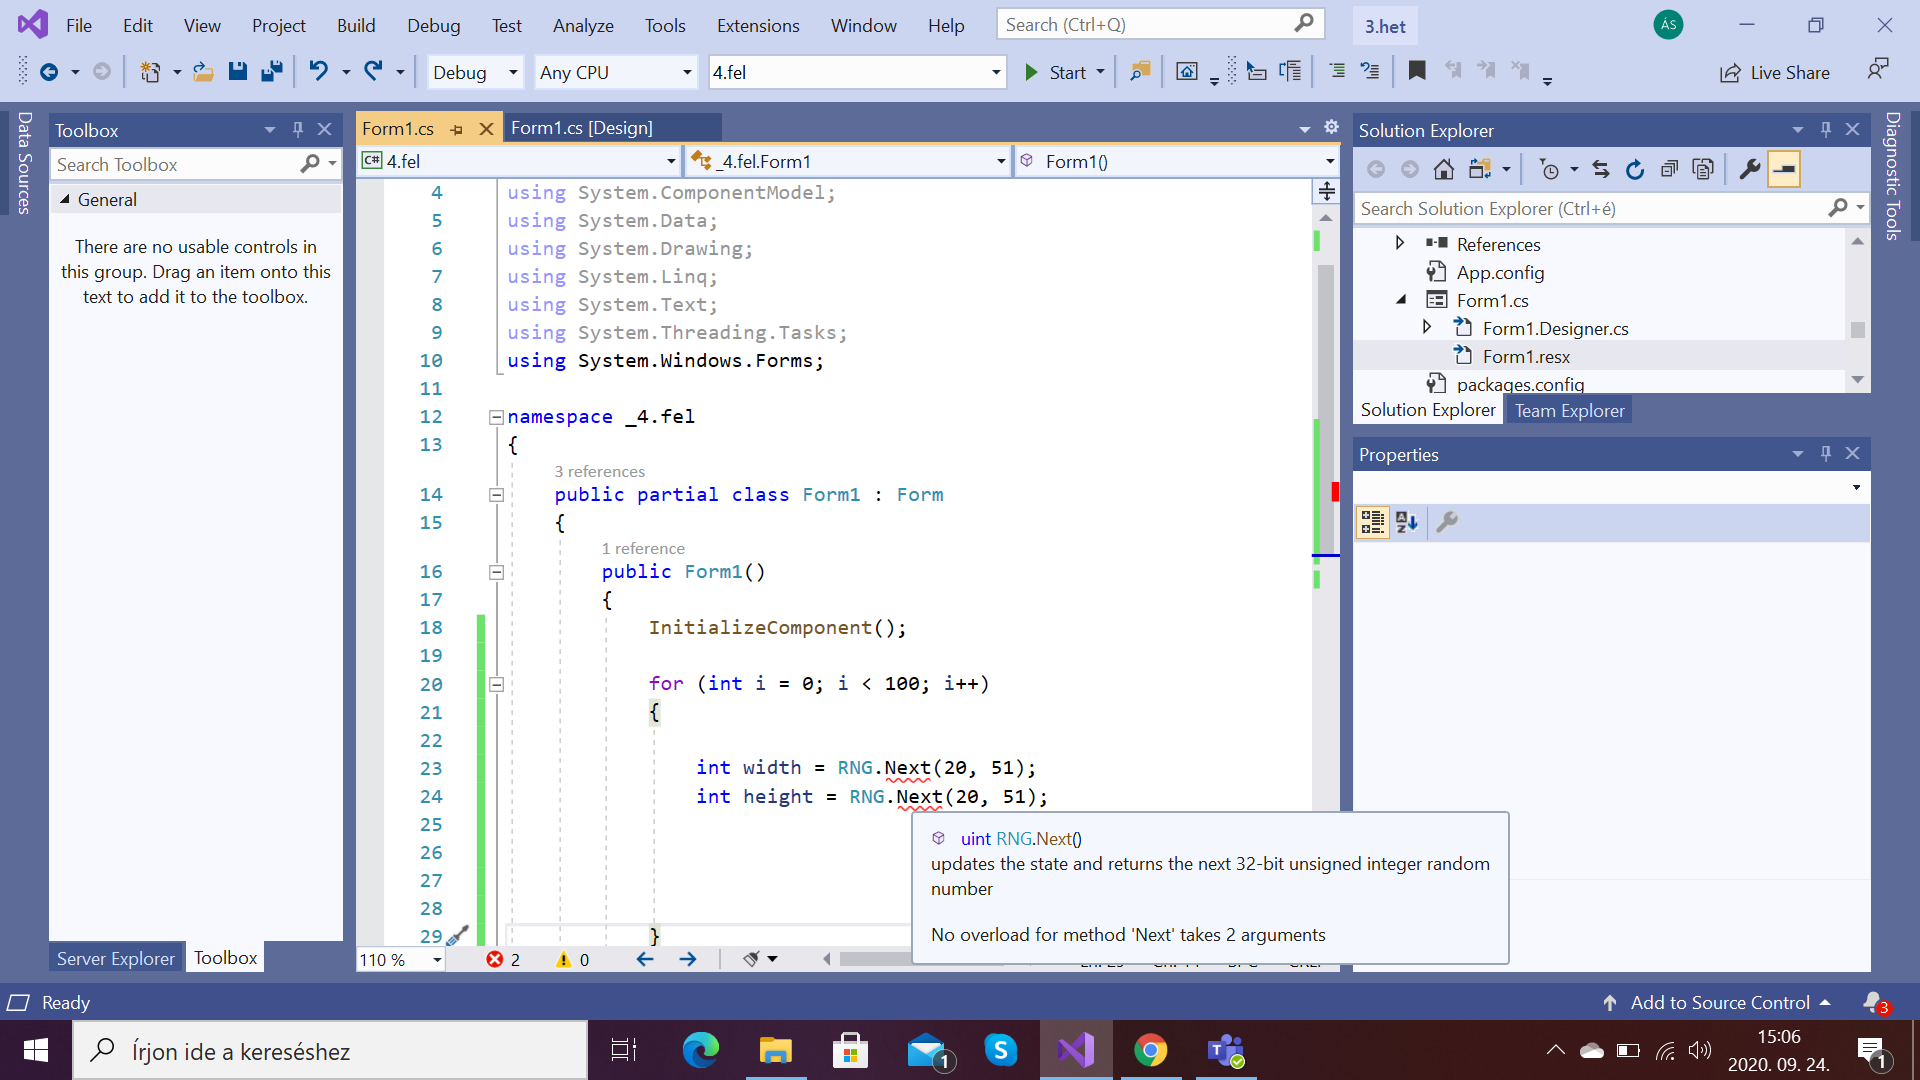 File Edit View Project Build Debug Test Analyze Tools Extensions Window Help Search (Ctrl+Q) 3.het ÁS
Debug Any CPU 4.fel Start Live Share
Data Sources
Toolbox
Search Toolbox
General
There are no usable controls in
this group. Drag an item onto this
text to add it to the toolbox.
Server Explorer Toolbox
Form1.cs Form1.cs [Design]
C# 4.fel _4.fel.Form1 Form1()
4 using System.ComponentModel;
5 using System.Data;
6 using System.Drawing;
7 using System.Linq;
8 using System.Text;
9 using System.Threading.Tasks;
10 using System.Windows.Forms;
11
12 namespace _4.fel
13 {
3 references
14 public partial class Form1 : Form
15 {
1 reference
16 public Form1()
17 {
18 InitializeComponent();
19
20 for (int i = 0; i < 100; i++)
21 {
22
23 int width = RNG.Next(20, 51);
24 int height = RNG.Next(20, 51);
25
26
27
28
29 }
uint RNG.Next()
updates the state and returns the next 32-bit unsigned integer random
number
No overload for method 'Next' takes 2 arguments
110 % 2 0
Solution Explorer
Search Solution Explorer (Ctrl+é)
References
App.config
Form1.cs
Form1.Designer.cs
Form1.resx
packages.config
Solution Explorer Team Explorer
Properties
Diagnostic Tools
Ready Add to Source Control 3
Írjon ide a kereséshez 1 15:06
2020. 09. 24. 1